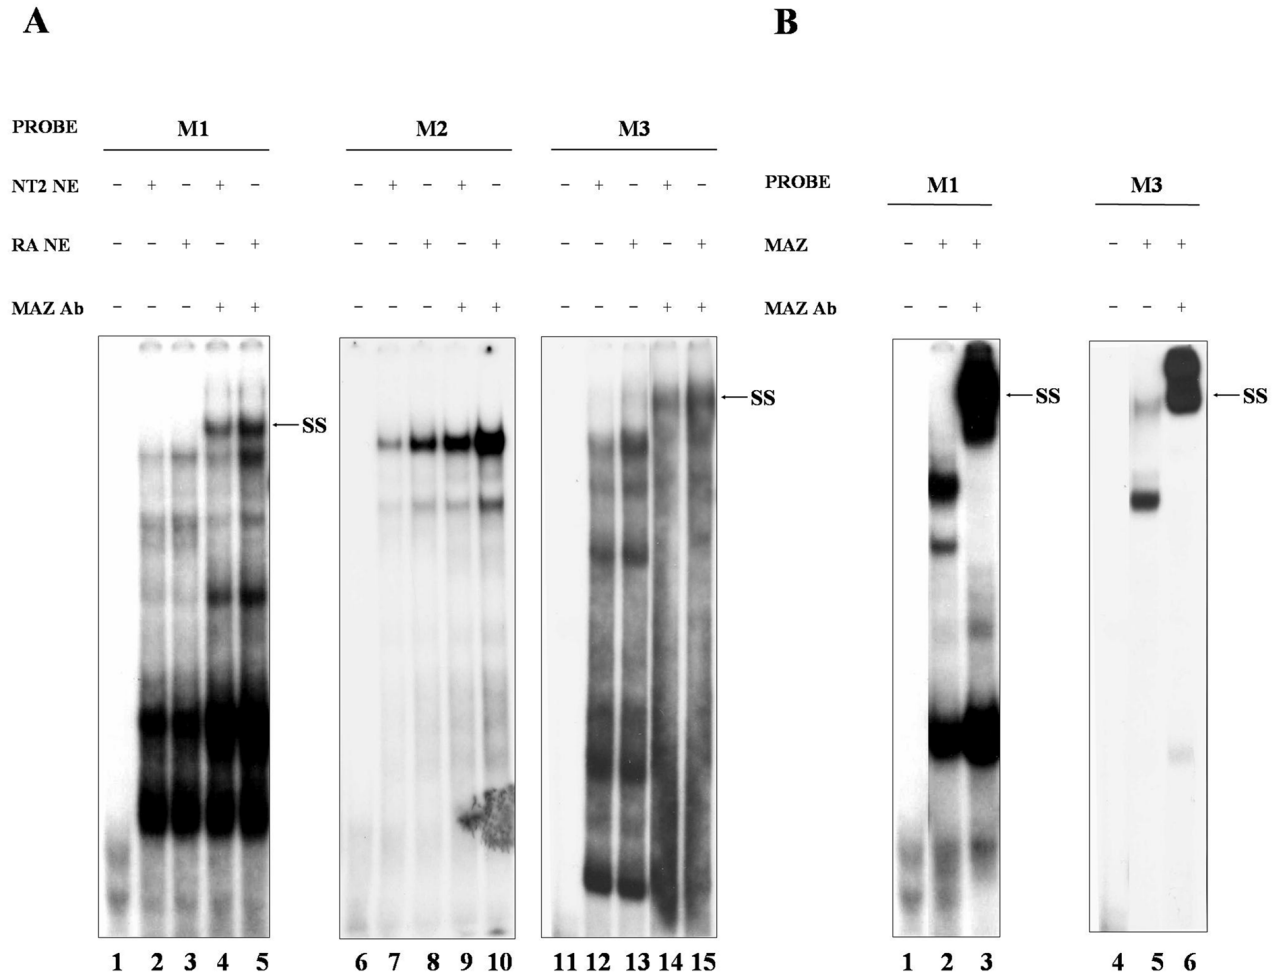 A B
PROBE M1 M2 M3
NT2 NE - + - + - - + - + - - + - + -
RA NE - - + - + - - + - + - - + - +
MAZ Ab - - - + + - - - + + - - - + +
PROBE M1 M3
MAZ - + + - + +
MAZ Ab - - + - - +
SS
SS
SS
SS
1 2 3 4 5 6 7 8 9 10 11 12 13 14 15
1 2 3 4 5 6